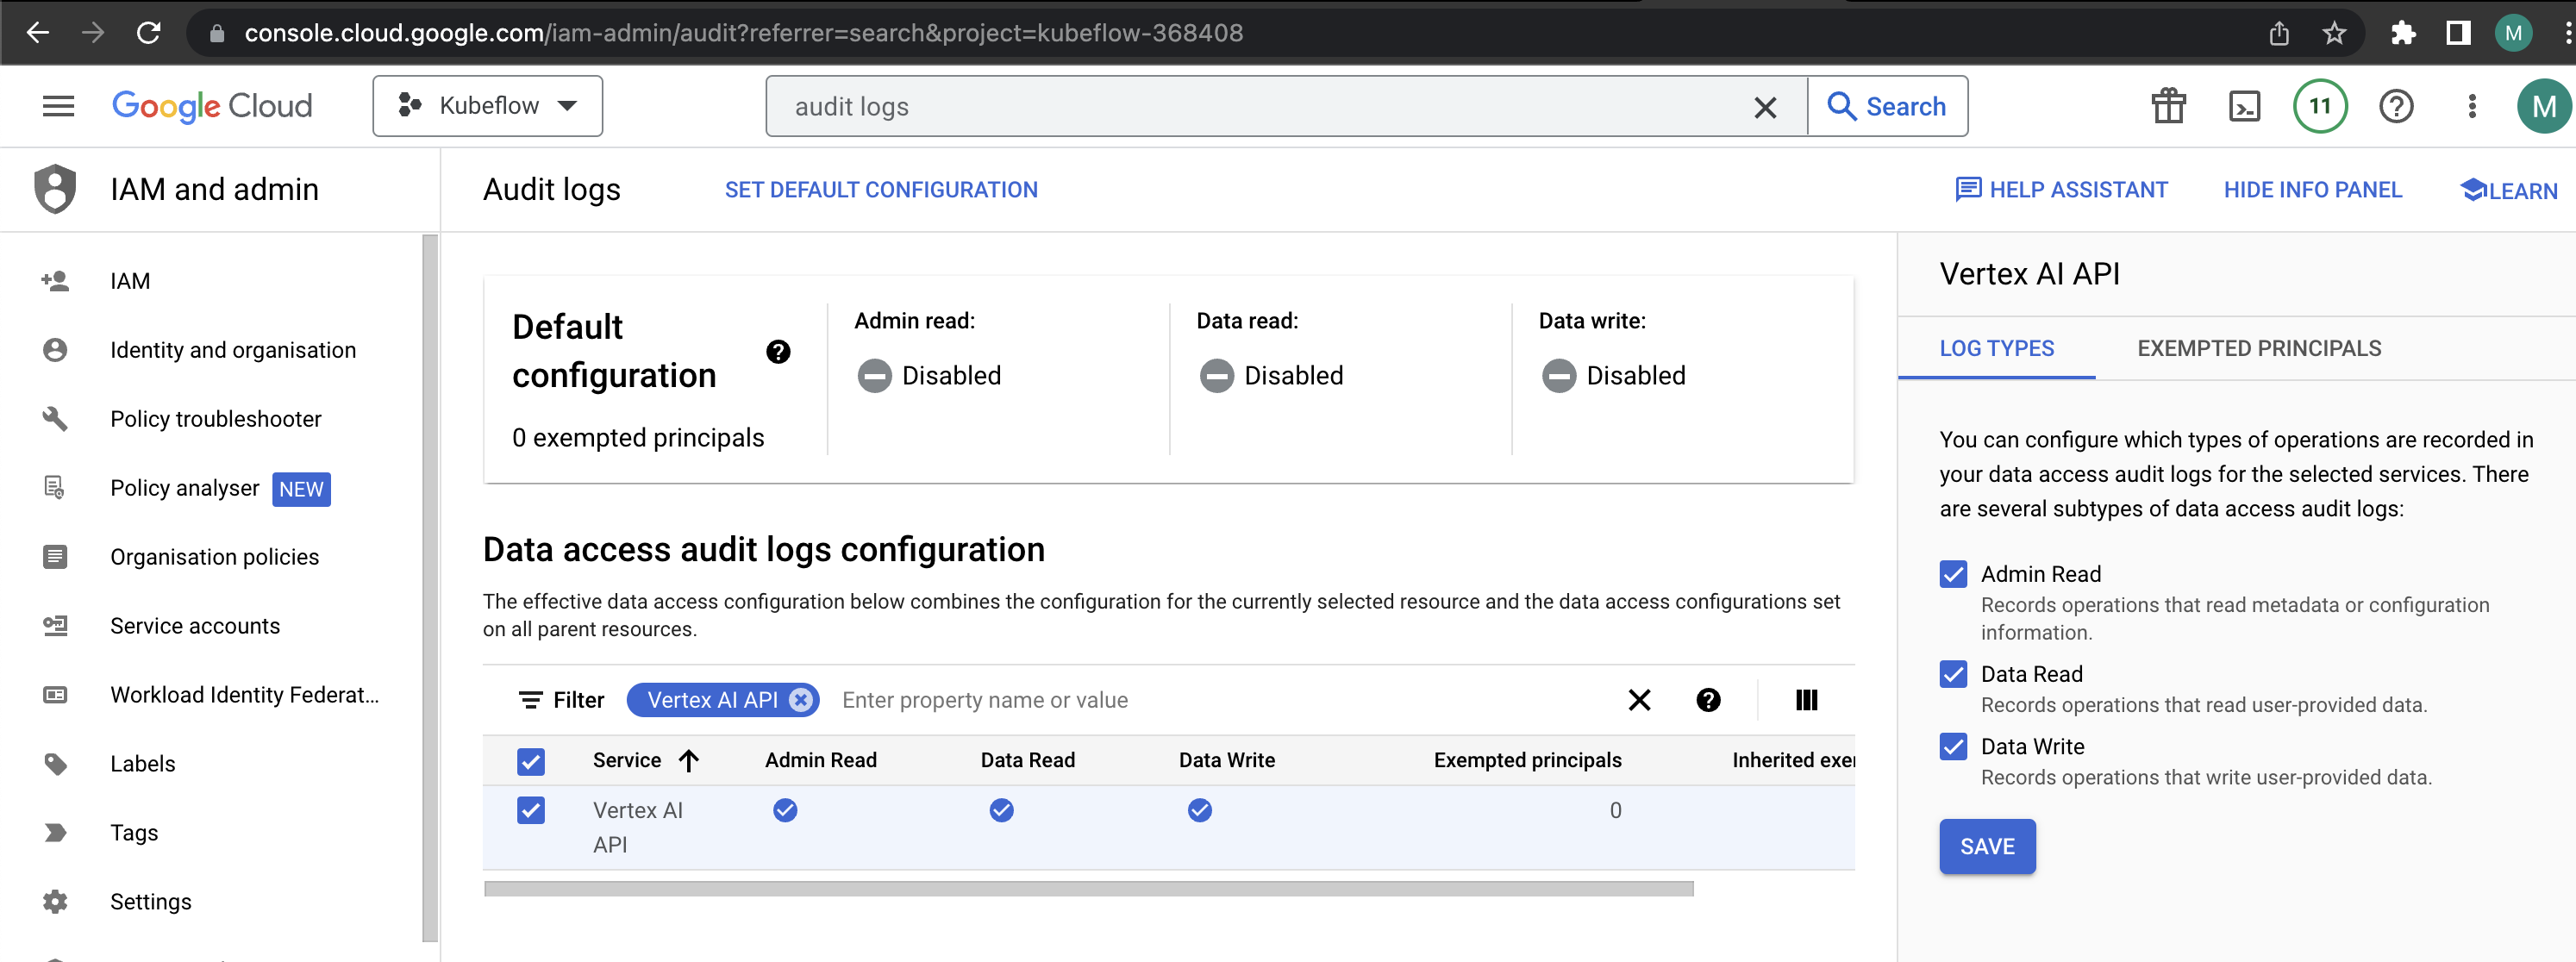 console.cloud.google.com/iam-admin/audit?referrer=search&project=kubeflow-368408
M
Google Cloud
Kubeflow
audit logs
Search
11
M
IAM and admin
Audit logs
SET DEFAULT CONFIGURATION
HELP ASSISTANT
HIDE INFO PANEL
LEARN
IAM
Identity and organisation
Policy troubleshooter
Policy analyser NEW
Organisation policies
Service accounts
Workload Identity Federat...
Labels
Tags
Settings
Default
configuration
0 exempted principals
Admin read:
Disabled
Data read:
Disabled
Data write:
Disabled
Data access audit logs configuration
The effective data access configuration below combines the configuration for the currently selected resource and the data access configurations set
on all parent resources.
Filter
Vertex AI API
Enter property name or value
Service
Admin Read
Data Read
Data Write
Exempted principals
Inherited exe
Vertex AI
API
0
Vertex AI API
LOG TYPES
EXEMPTED PRINCIPALS
You can configure which types of operations are recorded in
your data access audit logs for the selected services. There
are several subtypes of data access audit logs:
Admin Read
Records operations that read metadata or configuration
information.
Data Read
Records operations that read user-provided data.
Data Write
Records operations that write user-provided data.
SAVE